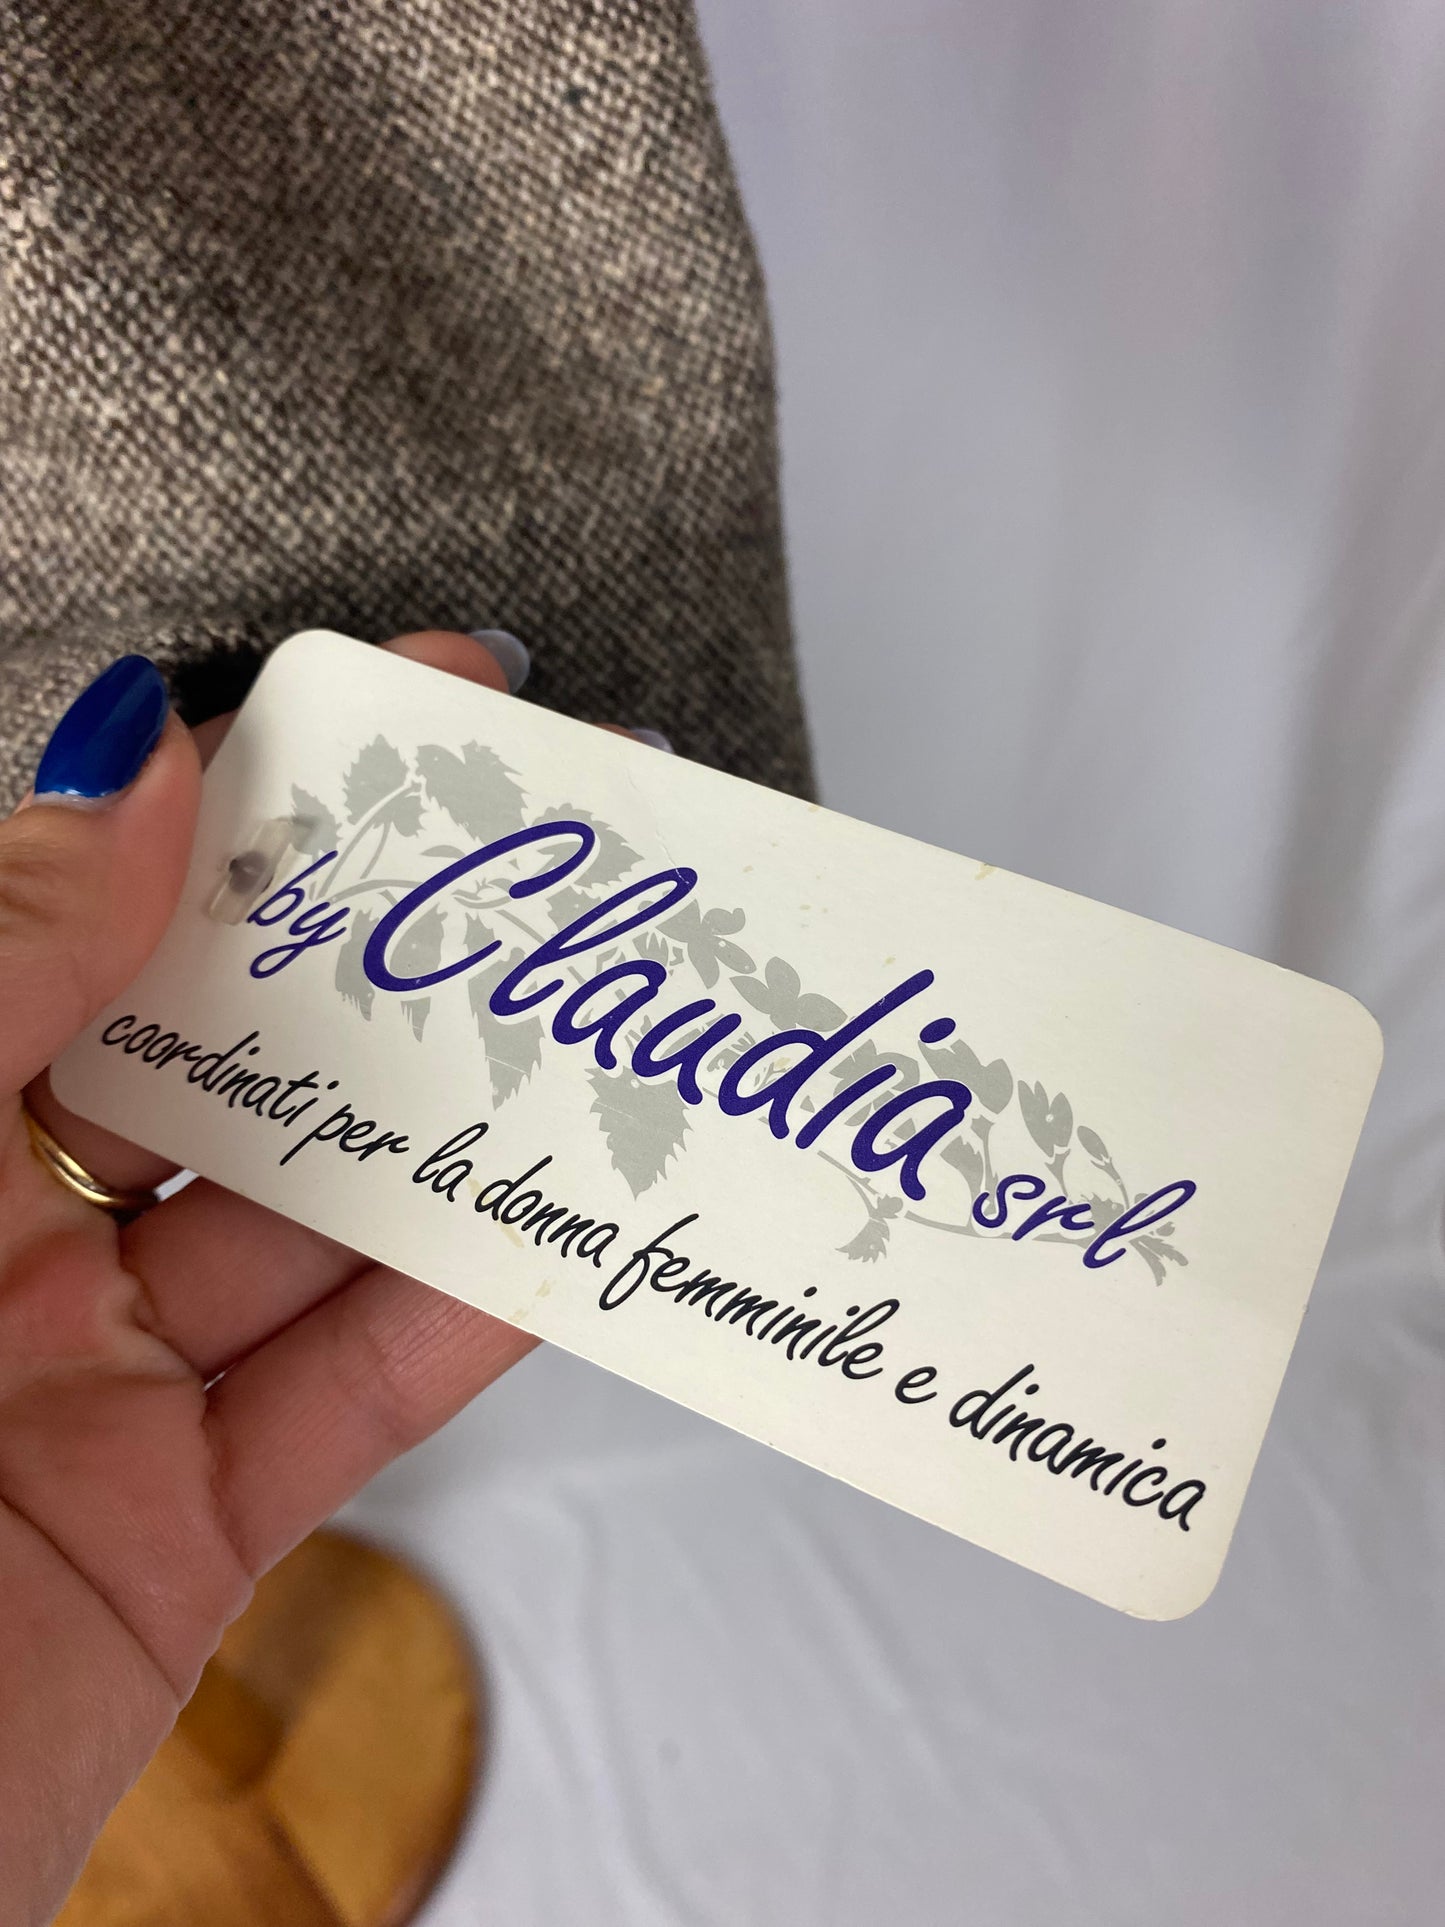 by Claudia srl
coordinati per la donna femminile e dinamica